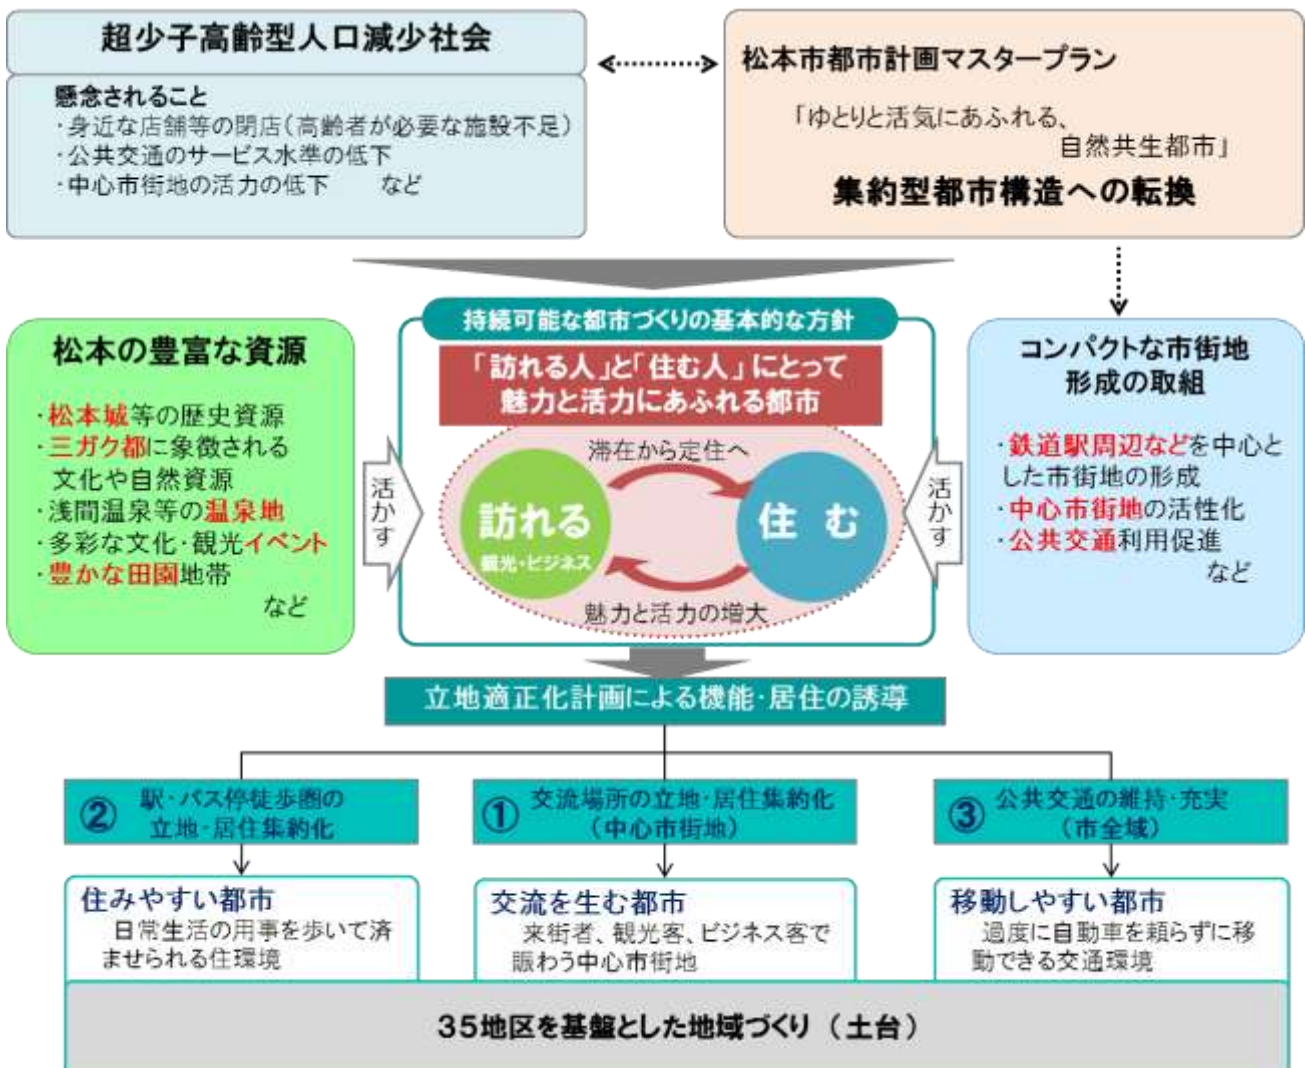 超少子高齢型人口減少社会
懸念されること
・身近な店舗等の閉店(高齢者が必要な施設不足)
・公共交通のサービス水準の低下
・中心市街地の活力の低下　　など
松本市都市計画マスタープラン
「ゆとりと活気にあふれる、
自然共生都市」
集約型都市構造への転換
松本の豊富な資源
・松本城等の歴史資源
・三ガク都に象徴される
文化や自然資源
・浅間温泉等の温泉地
・多彩な文化・観光イベント
・豊かな田園地帯
など
活かす
持続可能な都市づくりの基本的な方針
「訪れる人」と「住む人」にとって
魅力と活力にあふれる都市
滞在から定住へ
訪れる
観光・ビジネス
住む
魅力と活力の増大
活かす
コンパクトな市街地
形成の取組
・鉄道駅周辺などを中心と
した市街地の形成
・中心市街地の活性化
・公共交通利用促進
など
立地適正化計画による機能・居住の誘導
② 駅・バス停徒歩圏の
立地・居住集約化
① 交流場所の立地・居住集約化
(中心市街地)
③ 公共交通の維持・充実
(市全域)
住みやすい都市
日常生活の用事を歩いて済
ませられる住環境
交流を生む都市
来街者、観光客、ビジネス客で
賑わう中心市街地
移動しやすい都市
過度に自動車を頼らずに移
動できる交通環境
35地区を基盤とした地域づくり (土台)